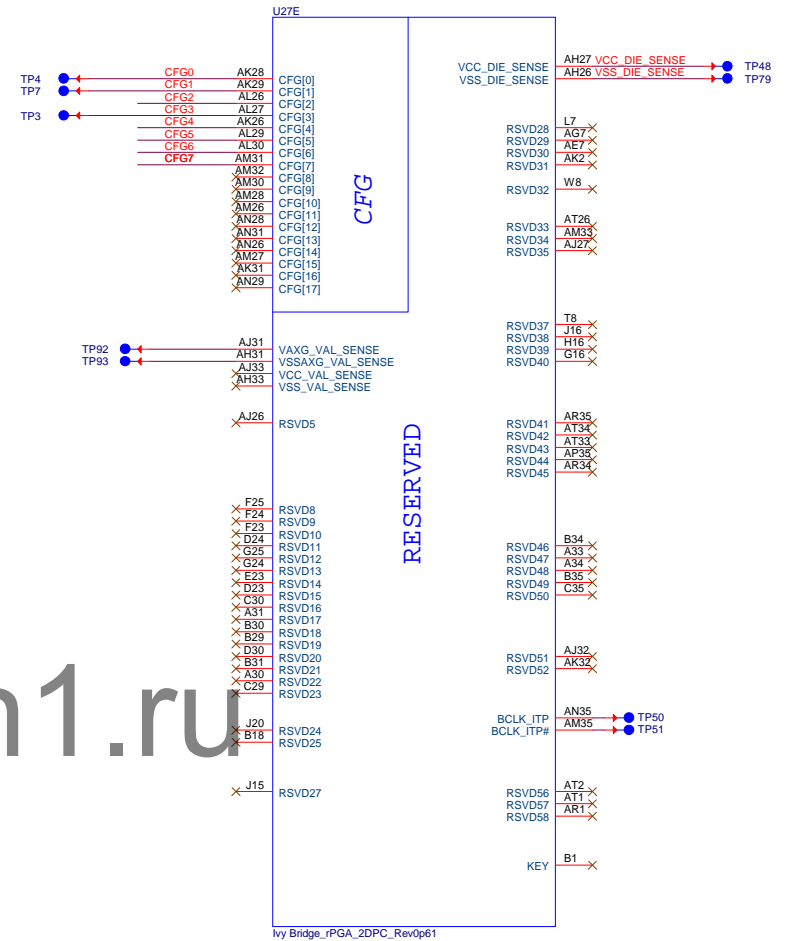 U27E
CFG0 AK28 CFG[0]
TP4
CFG1 AK29 CFG[1]
TP7
CFG2 AL26 CFG[2]
CFG3 AL27 CFG[3]
TP3
CFG4 AK26 CFG[4]
CFG5 AL29 CFG[5]
CFG6 AL30 CFG[6]
CFG7 AM31 CFG[7]
AM32 CFG[8]
AM30 CFG[9]
AM28 CFG[10]
AM26 CFG[11]
AN28 CFG[12]
AN31 CFG[13]
AN26 CFG[14]
AM27 CFG[15]
AK31 CFG[16]
AN29 CFG[17]
CFG
TP92 AJ31 VAXG_VAL_SENSE
TP93 AH31 VSSAXG_VAL_SENSE
AJ33 VCC_VAL_SENSE
AH33 VSS_VAL_SENSE
AJ26 RSVD5
F25 RSVD8
F24 RSVD9
F23 RSVD10
D24 RSVD11
G25 RSVD12
G24 RSVD13
E23 RSVD14
D23 RSVD15
C30 RSVD16
A31 RSVD17
B30 RSVD18
B29 RSVD19
D30 RSVD20
B31 RSVD21
A30 RSVD22
C29 RSVD23
J20 RSVD24
B18 RSVD25
J15 RSVD27
RESERVED
VCC_DIE_SENSE AH27 VCC_DIE_SENSE TP48
VSS_DIE_SENSE AH26 VSS_DIE_SENSE TP79
RSVD28 L7
RSVD29 AG7
RSVD30 AE7
RSVD31 AK2
RSVD32 W8
RSVD33 AT26
RSVD34 AM33
RSVD35 AJ27
RSVD37 T8
RSVD38 J16
RSVD39 H16
RSVD40 G16
RSVD41 AR35
RSVD42 AT34
RSVD43 AT33
RSVD44 AP35
RSVD45 AR34
RSVD46 B34
RSVD47 A33
RSVD48 A34
RSVD49 B35
RSVD50 C35
RSVD51 AJ32
RSVD52 AK32
BCLK_ITP AN35 TP50
BCLK_ITP# AM35 TP51
RSVD56 AT2
RSVD57 AT1
RSVD58 AR1
KEY B1
Ivy Bridge_rPGA_2DPC_Rev0p61
1.ru